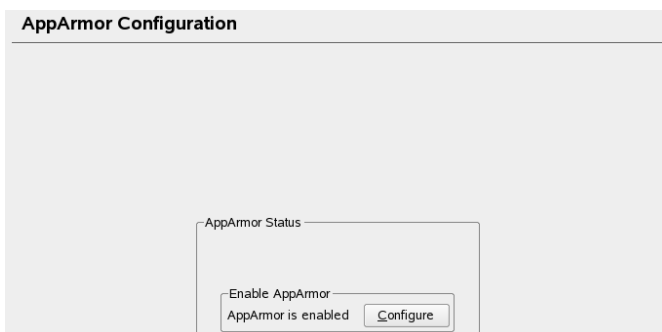 AppArmor Configuration
AppArmor Status
Enable AppArmor
AppArmor is enabled Configure